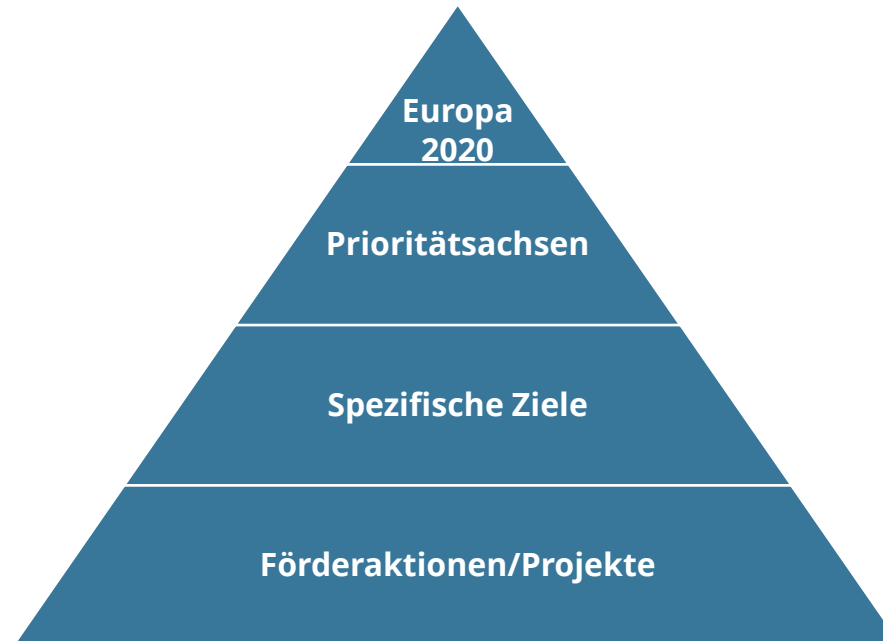 Europa
2020
Prioritätsachsen
Spezifische Ziele
Förderaktionen/Projekte